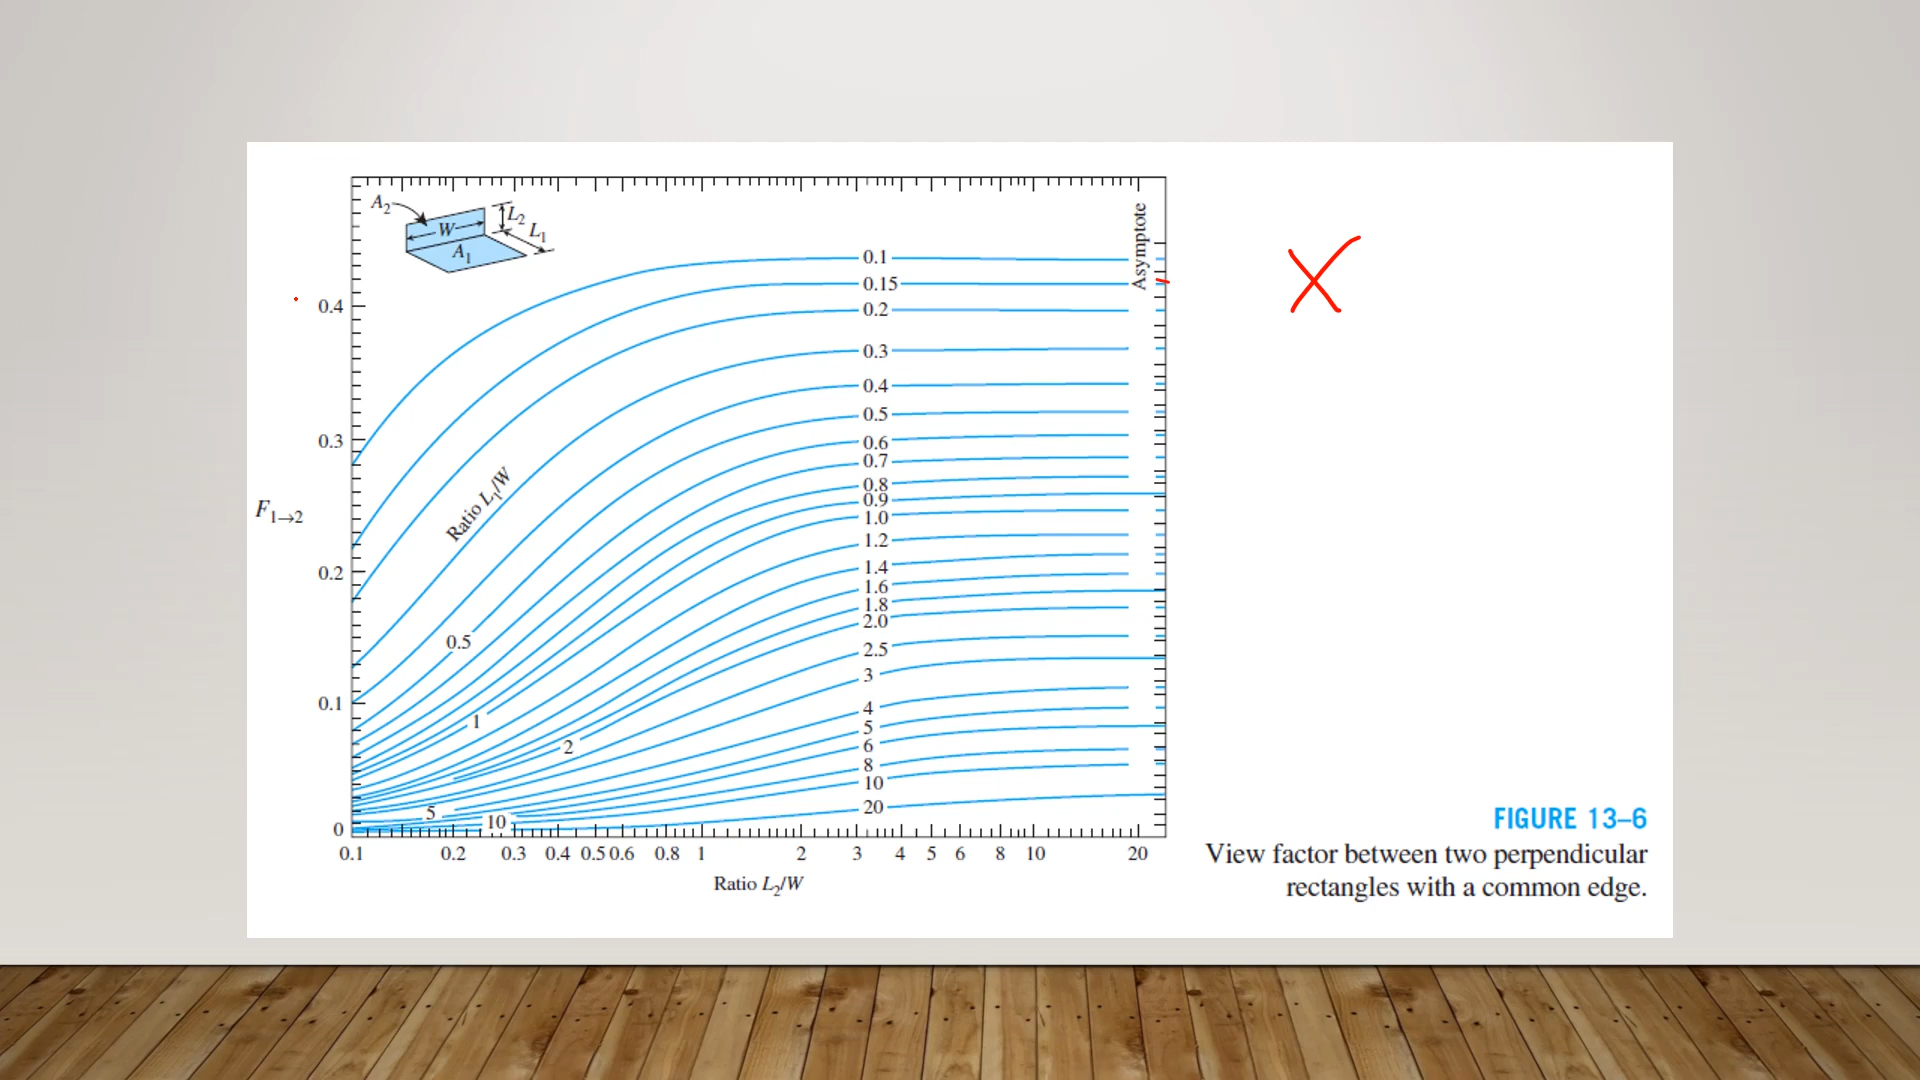 A2
L2
W
L1
A1
Asymptote
0.1
0.15
0.2
0.3
0.4
0.5
0.6
0.7
0.8
0.9
1.0
1.2
1.4
1.6
1.8
2.0
2.5
3
4
5
6
8
10
20
Ratio L1/W
0.5
1
2
5
10
0.4
0.3
F1→2
0.2
0.1
0
0.1 0.2 0.3 0.4 0.5 0.6 0.8 1 2 3 4 5 6 8 10 20
Ratio L2/W
FIGURE 13–6
View factor between two perpendicular
rectangles with a common edge.